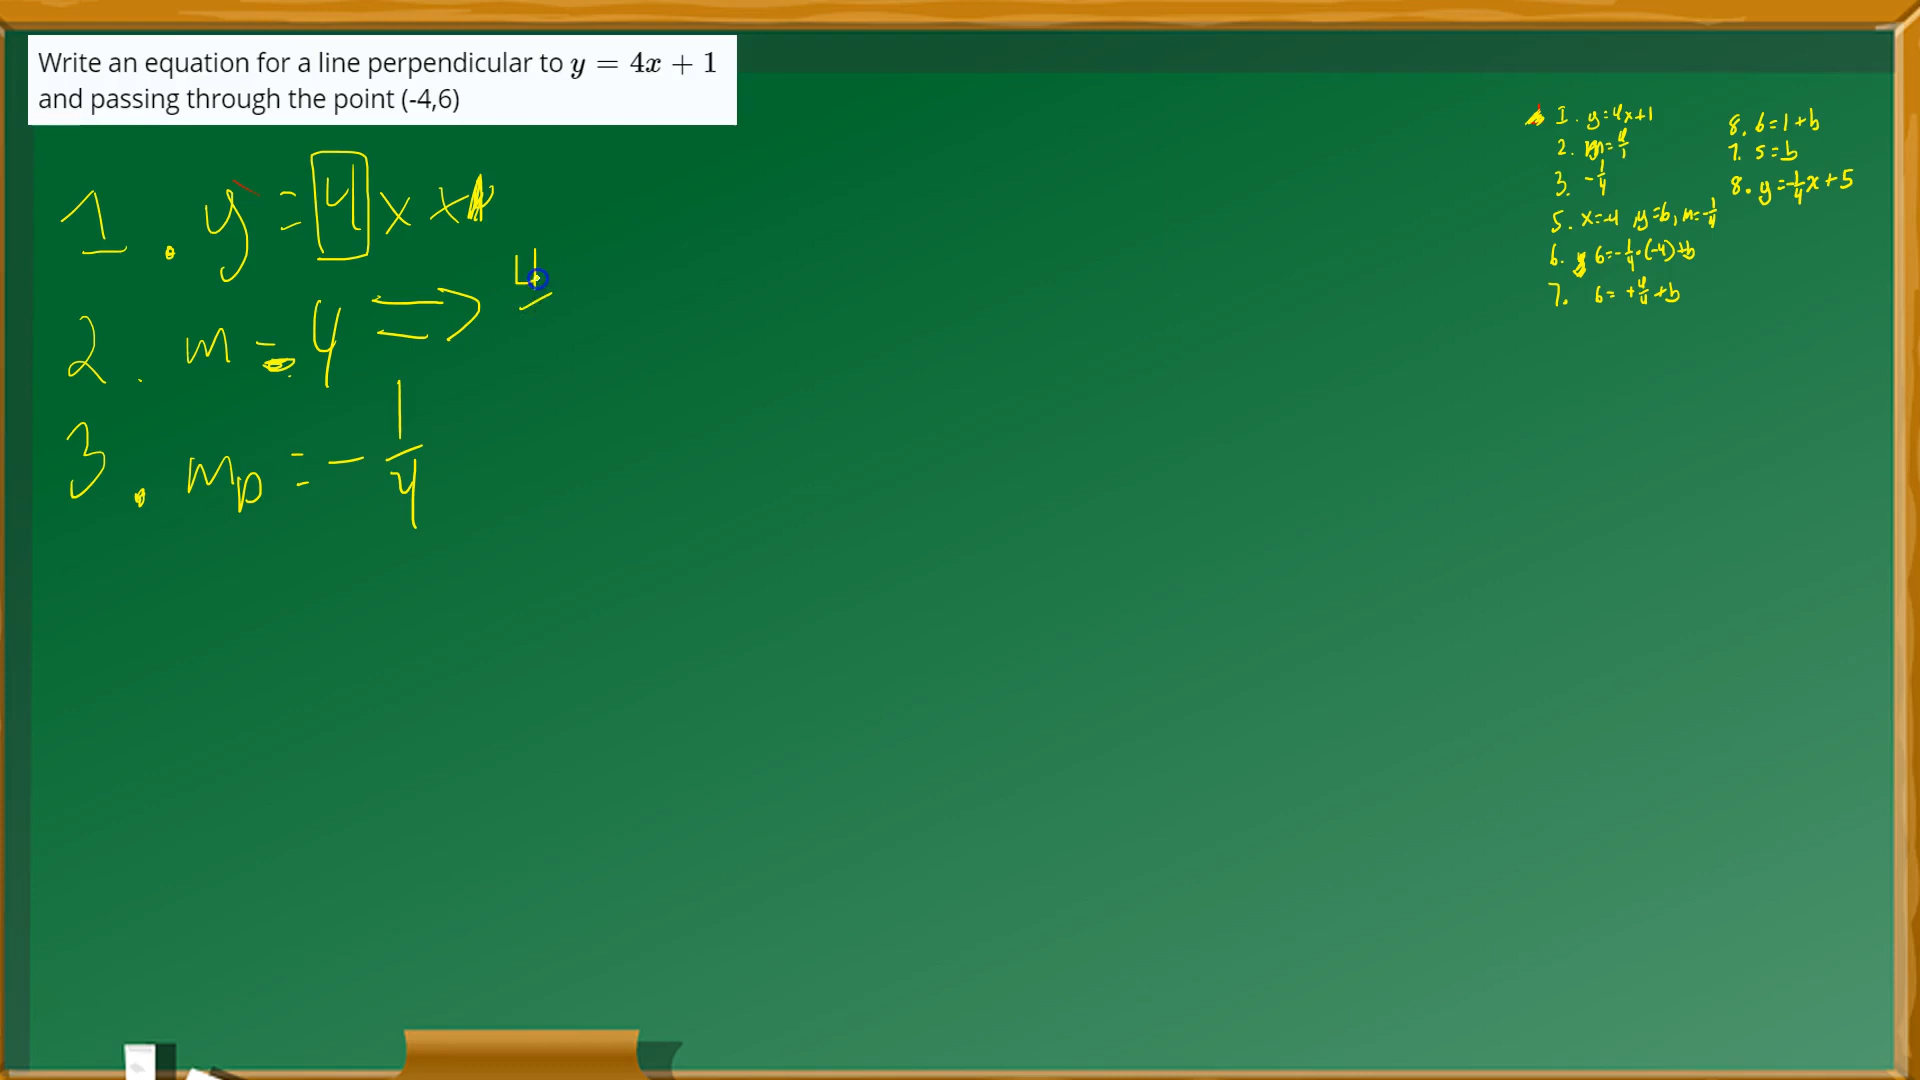 Write an equation for a line perpendicular to y = 4x + 1
and passing through the point (-4,6)
1. y = 4x +1
2. m = 4 => 4
3. mp = - 1/4
1. y=4x+1
2. m=4/1
3. -1/4
5. x=-4 y=6, m=-1/4
6. 6=-1/4·(-4)+b
7. 6= +4/4+b
8. 6=1+b
7. 5=b
8. y=-1/4x+5